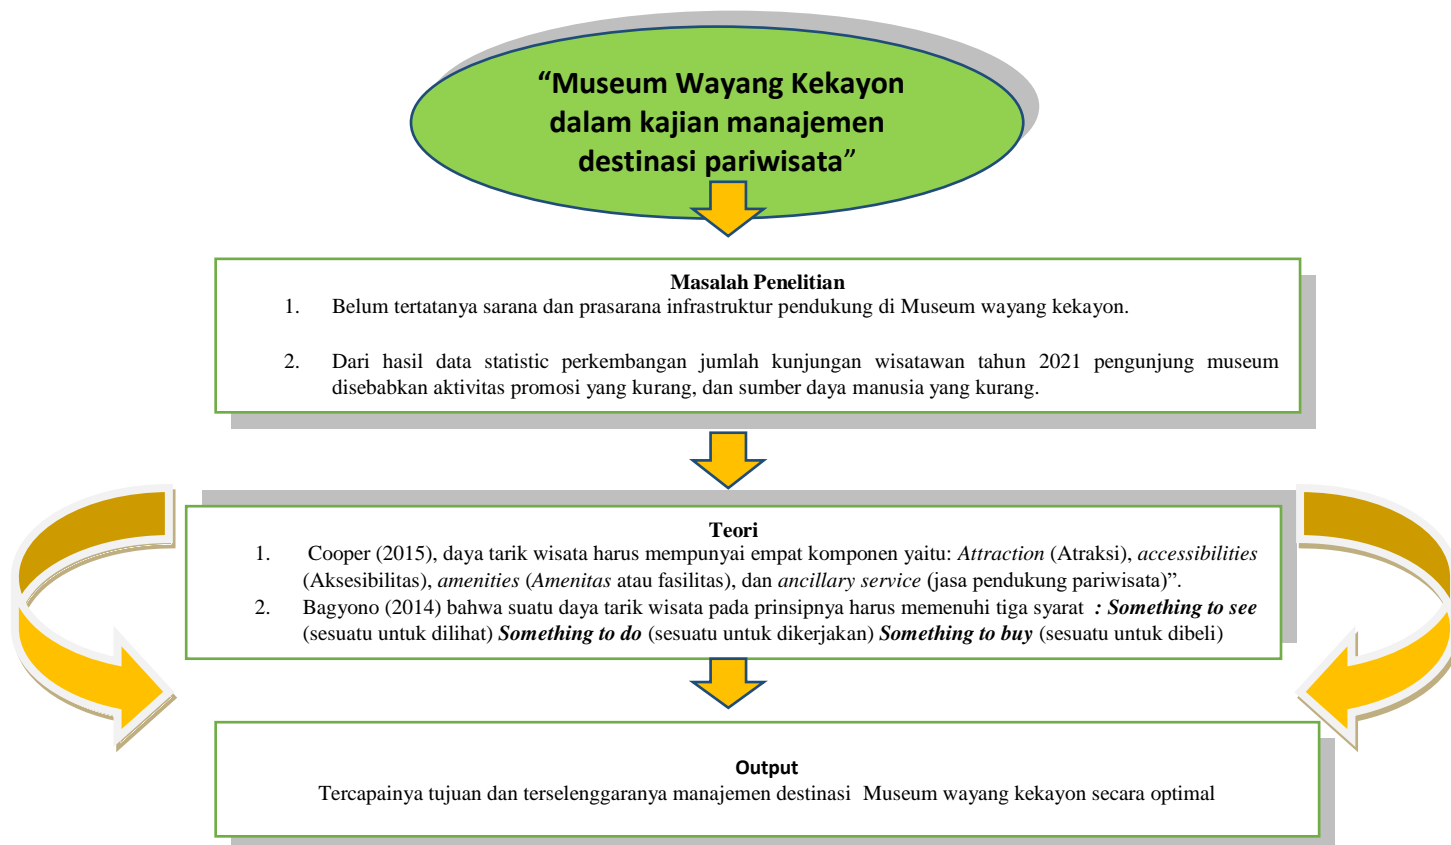 “Museum Wayang Kekayon
dalam kajian manajemen
destinasi pariwisata”
Masalah Penelitian
1. Belum tertatanya sarana dan prasarana infrastruktur pendukung di Museum wayang kekayon.
2. Dari hasil data statistic perkembangan jumlah kunjungan wisatawan tahun 2021 pengunjung museum
disebabkan aktivitas promosi yang kurang, dan sumber daya manusia yang kurang.
Teori
1. Cooper (2015), daya tarik wisata harus mempunyai empat komponen yaitu: Attraction (Atraksi), accessibilities
(Aksesibilitas), amenities (Amenitas atau fasilitas), dan ancillary service (jasa pendukung pariwisata)”.
2. Bagyono (2014) bahwa suatu daya tarik wisata pada prinsipnya harus memenuhi tiga syarat : Something to see
(sesuatu untuk dilihat) Something to do (sesuatu untuk dikerjakan) Something to buy (sesuatu untuk dibeli)
Output
Tercapainya tujuan dan terselenggaranya manajemen destinasi Museum wayang kekayon secara optimal